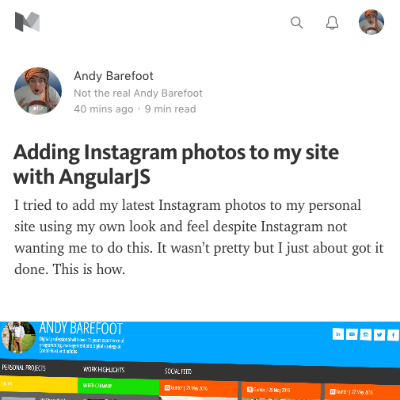 Andy Barefoot
Not the real Andy Barefoot
40 mins ago · 9 min read
Adding Instagram photos to my site
with AngularJS
I tried to add my latest Instagram photos to my personal
site using my own look and feel despite Instagram not
wanting me to do this. It wasn’t pretty but I just about got it
done. This is how.
ANDY BAREFOOT
PERSONAL PROJECTS WORK HIGHLIGHTS SOCIAL FEED